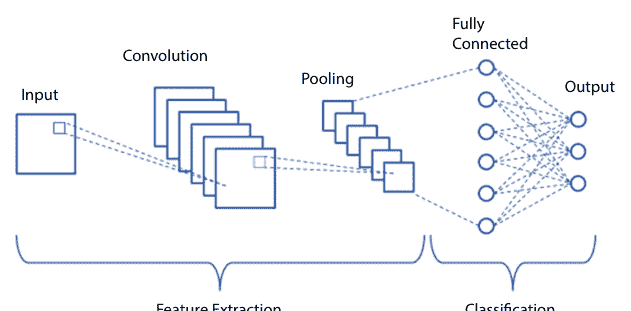 Fully
Connected
Convolution
Pooling
Output
Input
Feature Extraction
Classification